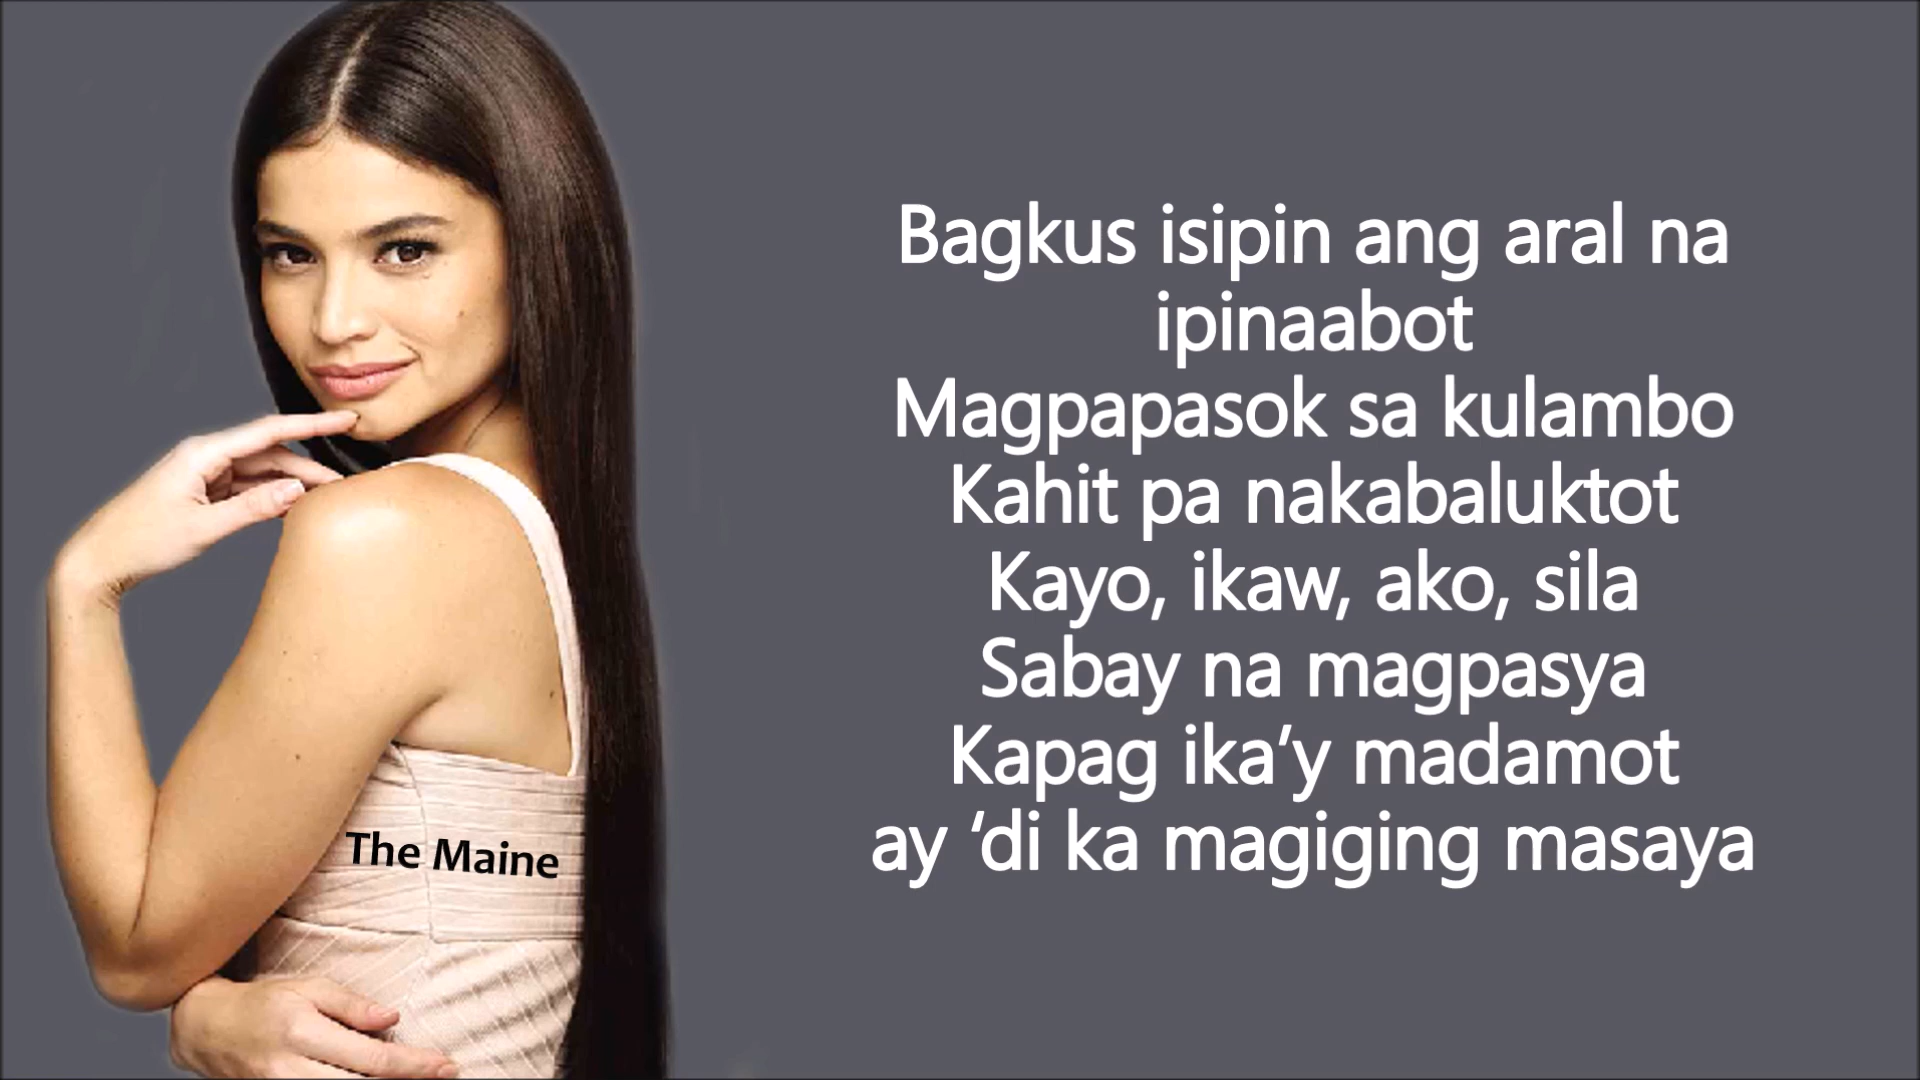 Bagkus isipin ang aral na
ipinaabot
Magpapasok sa kulambo
Kahit pa nakabaluktot
Kayo, ikaw, ako, sila
Sabay na magpasya
Kapag ika’y madamot
ay ‘di ka magiging masaya
The Maine